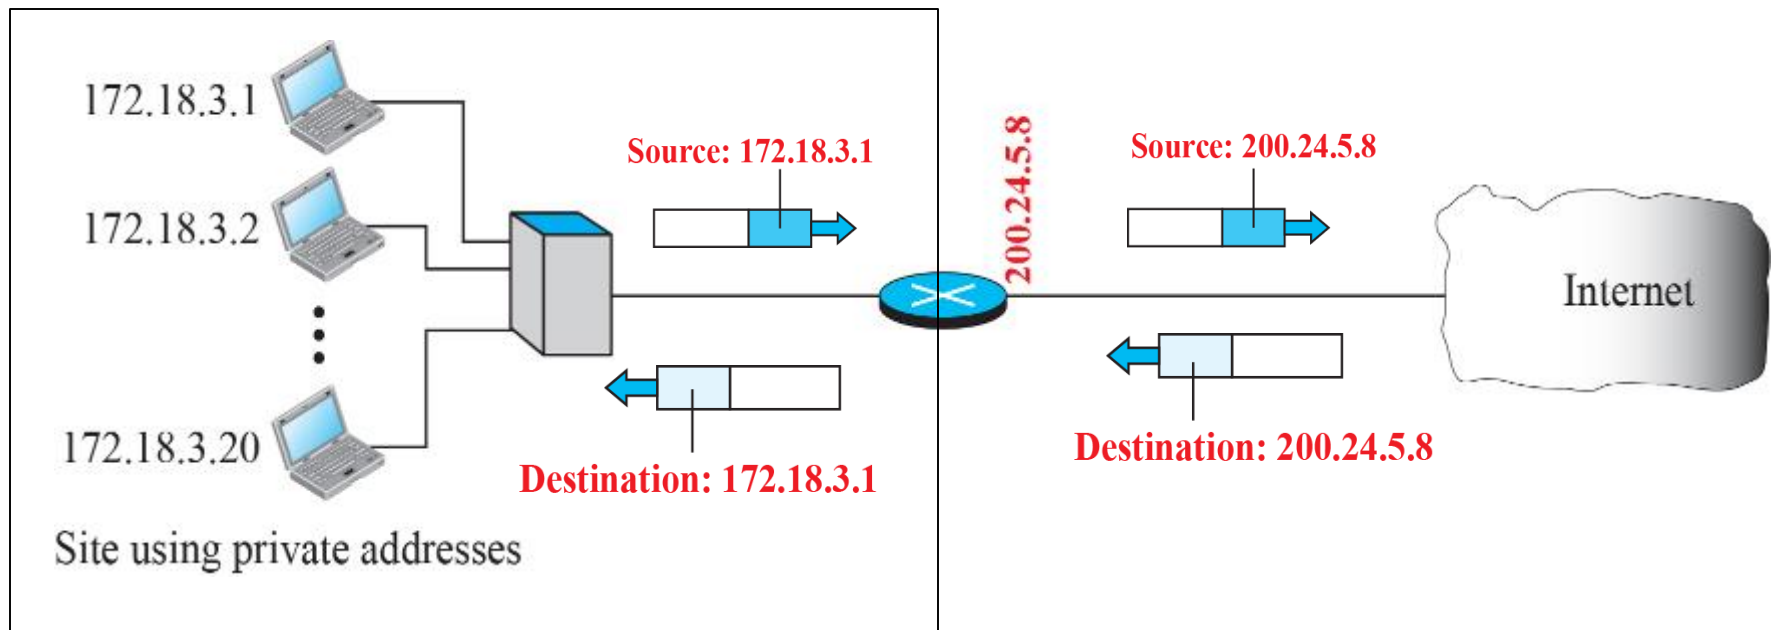 172.18.3.1
Source: 172.18.3.1
200.24.5.8
Source: 200.24.5.8
172.18.3.2
Internet
172.18.3.20
Destination: 172.18.3.1
Destination: 200.24.5.8
Site using private addresses